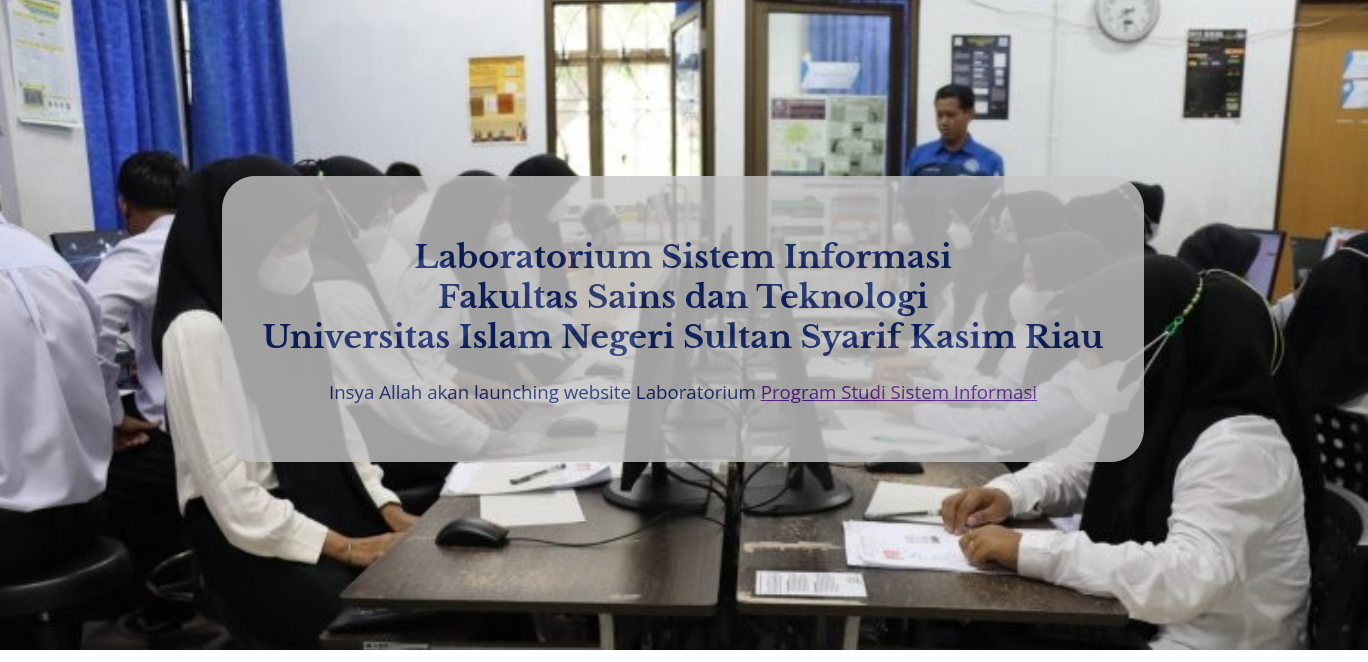 Laboratorium Sistem Informasi
Fakultas Sains dan Teknologi
Universitas Islam Negeri Sultan Syarif Kasim Riau
Insya Allah akan launching website Laboratorium Program Studi Sistem Informasi